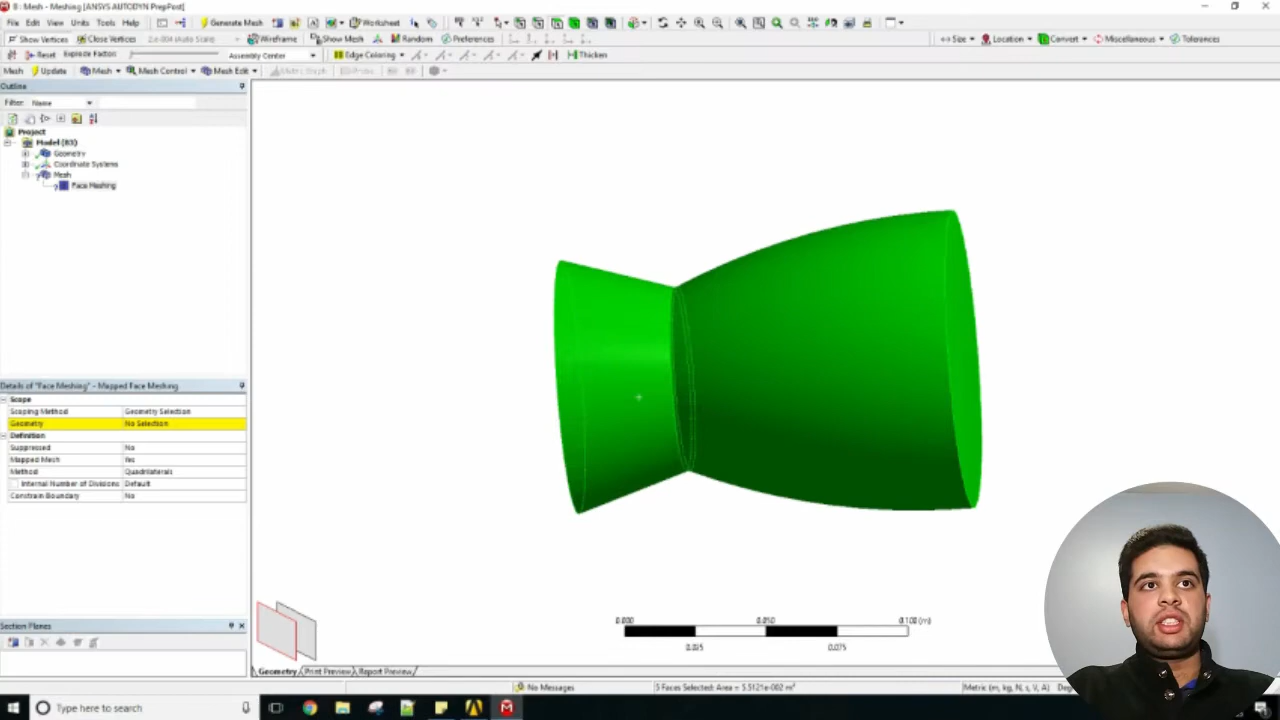 B : Mesh - Meshing [ANSYS AUTODYN PrepPost]
File Edit View Units Tools Help Generate Mesh Worksheet
Show Vertices Close Vertices Wireframe Show Mesh Random Preferences Size Location Convert Miscellaneous Tolerances
Reset Explode Factor: Assembly Center Edge Coloring Thicken
Mesh Update Mesh Mesh Control Mesh Edit Metric Graph
Outline
Filter: Name
Project
Model (B3)
Geometry
Coordinate Systems
Mesh
Face Meshing
Details of "Face Meshing" - Mapped Face Meshing
Scope
Scoping Method Geometry Selection
Geometry No Selection
Definition
Suppressed No
Mapped Mesh Yes
Method Quadrilaterals
Internal Number of Divisions Default
Constrain Boundary No
Section Planes
0.000 0.050 0.100 (m)
0.025 0.075
Geometry Print Preview Report Preview
No Messages 5 Faces Selected: Area = 5.5121e-002 m² Metric (m, kg, N, s, V, A)
Type here to search